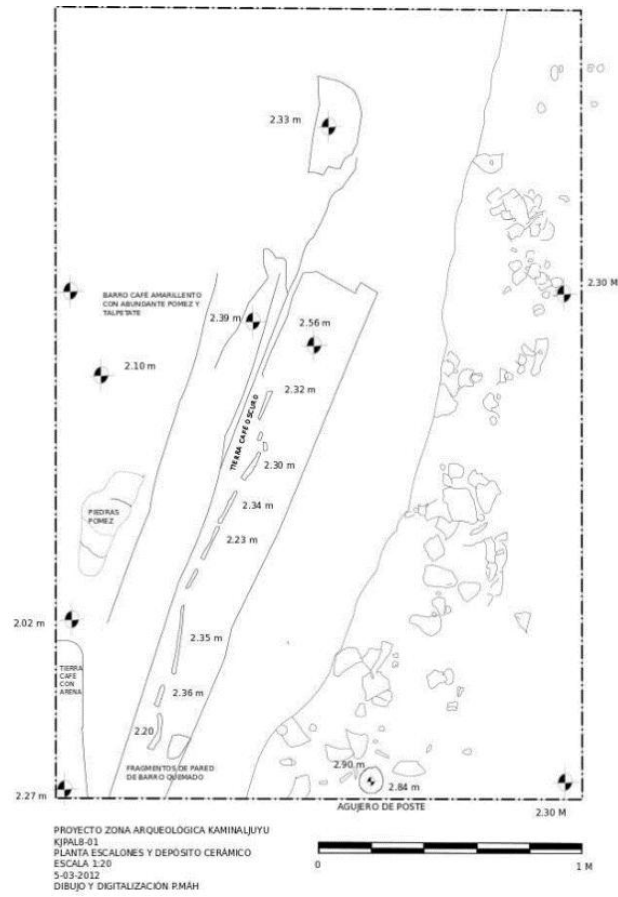 2.33 m
2.30 M
BARRO CAFÉ AMARILLENTO
CON ABUNDANTE POMEZ Y
TALPETATE
2.39 m
2.56 m
2.10 m
2.32 m
TIERRA CAFE OSCURO
2.30 m
2.34 m
PIEDRAS
POMEZ
2.23 m
2.02 m
2.35 m
TIERRA
CAFE
CON
ARENA
2.36 m
2.20
FRAGMENTOS DE PARED
DE BARRO QUEMADO
2.90 m
2.84 m
2.27 m
AGUJERO DE POSTE
2.30 M
PROYECTO ZONA ARQUEOLÓGICA KAMINALJUYU
KJPAL8-01
PLANTA ESCALONES Y DEPÓSITO CERÁMICO
ESCALA 1:20
5-03-2012
DIBUJO Y DIGITALIZACIÓN P.MÁH
0
1 M